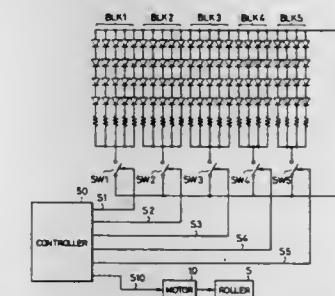 BLK1 BLK2 BLK3 BLK4 BLK5
SW1 SW2 SW3 SW4 SW5
50
S1
S2
S3
S4
S5
CONTROLLER
S10 10 5
MOTOR ROLLER